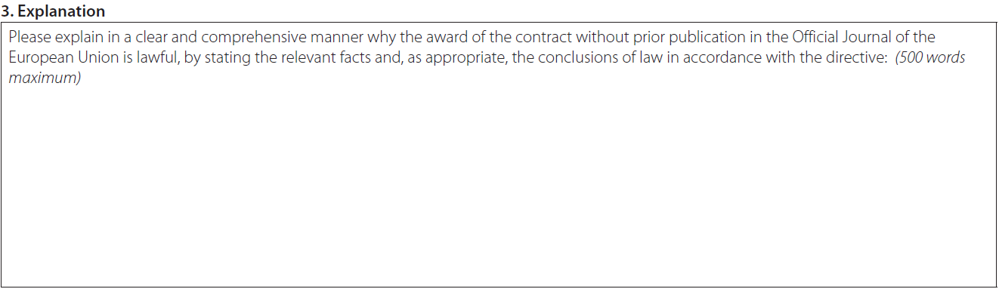 3. Explanation
Please explain in a clear and comprehensive manner why the award of the contract without prior publication in the Official Journal of the
European Union is lawful, by stating the relevant facts and, as appropriate, the conclusions of law in accordance with the directive: (500 words
maximum)